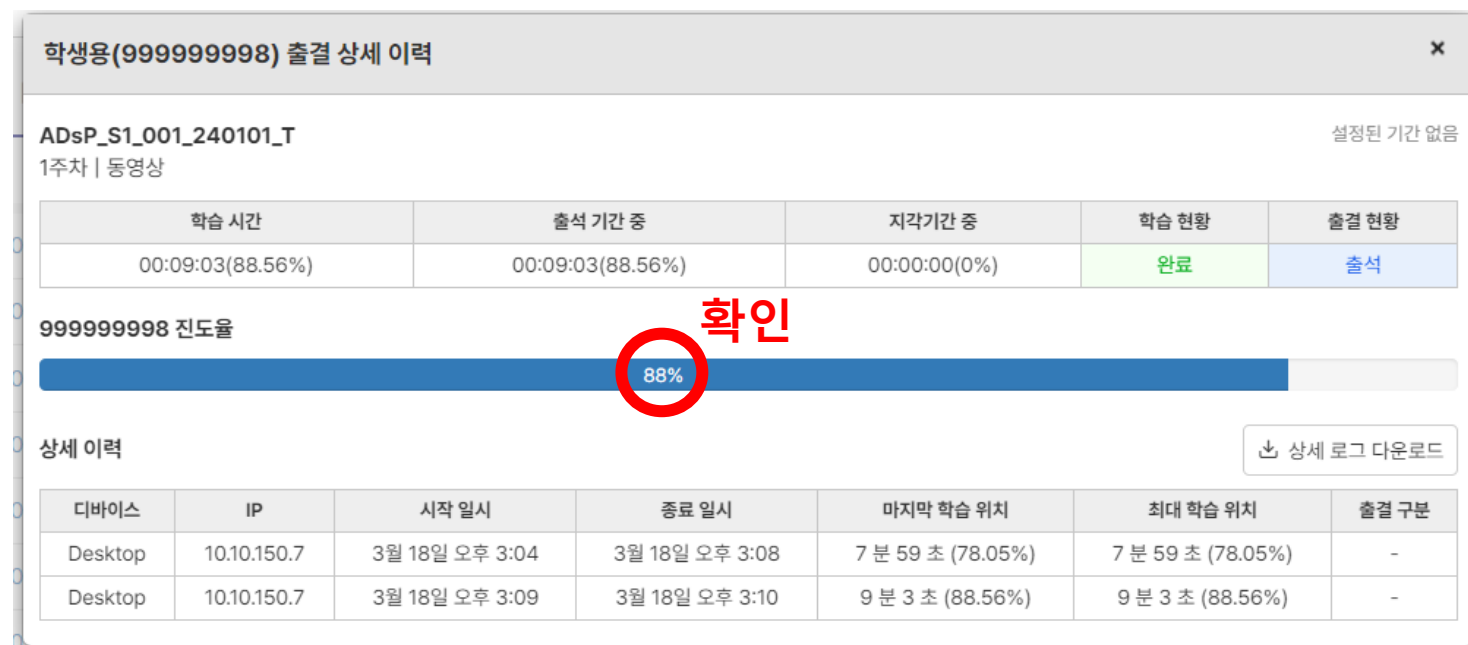 학생용(999999998) 출결 상세 이력 ×
ADsP_S1_001_240101_T 설정된 기간 없음
1주차 | 동영상
학습 시간 출석 기간 중 지각기간 중 학습 현황 출결 현황
00:09:03(88.56%) 00:09:03(88.56%) 00:00:00(0%) 완료 출석
확인
999999998 진도율
88%
상세 이력 상세 로그 다운로드
디바이스 IP 시작 일시 종료 일시 마지막 학습 위치 최대 학습 위치 출결 구분
Desktop 10.10.150.7 3월 18일 오후 3:04 3월 18일 오후 3:08 7 분 59 초 (78.05%) 7 분 59 초 (78.05%) -
Desktop 10.10.150.7 3월 18일 오후 3:09 3월 18일 오후 3:10 9 분 3 초 (88.56%) 9 분 3 초 (88.56%) -